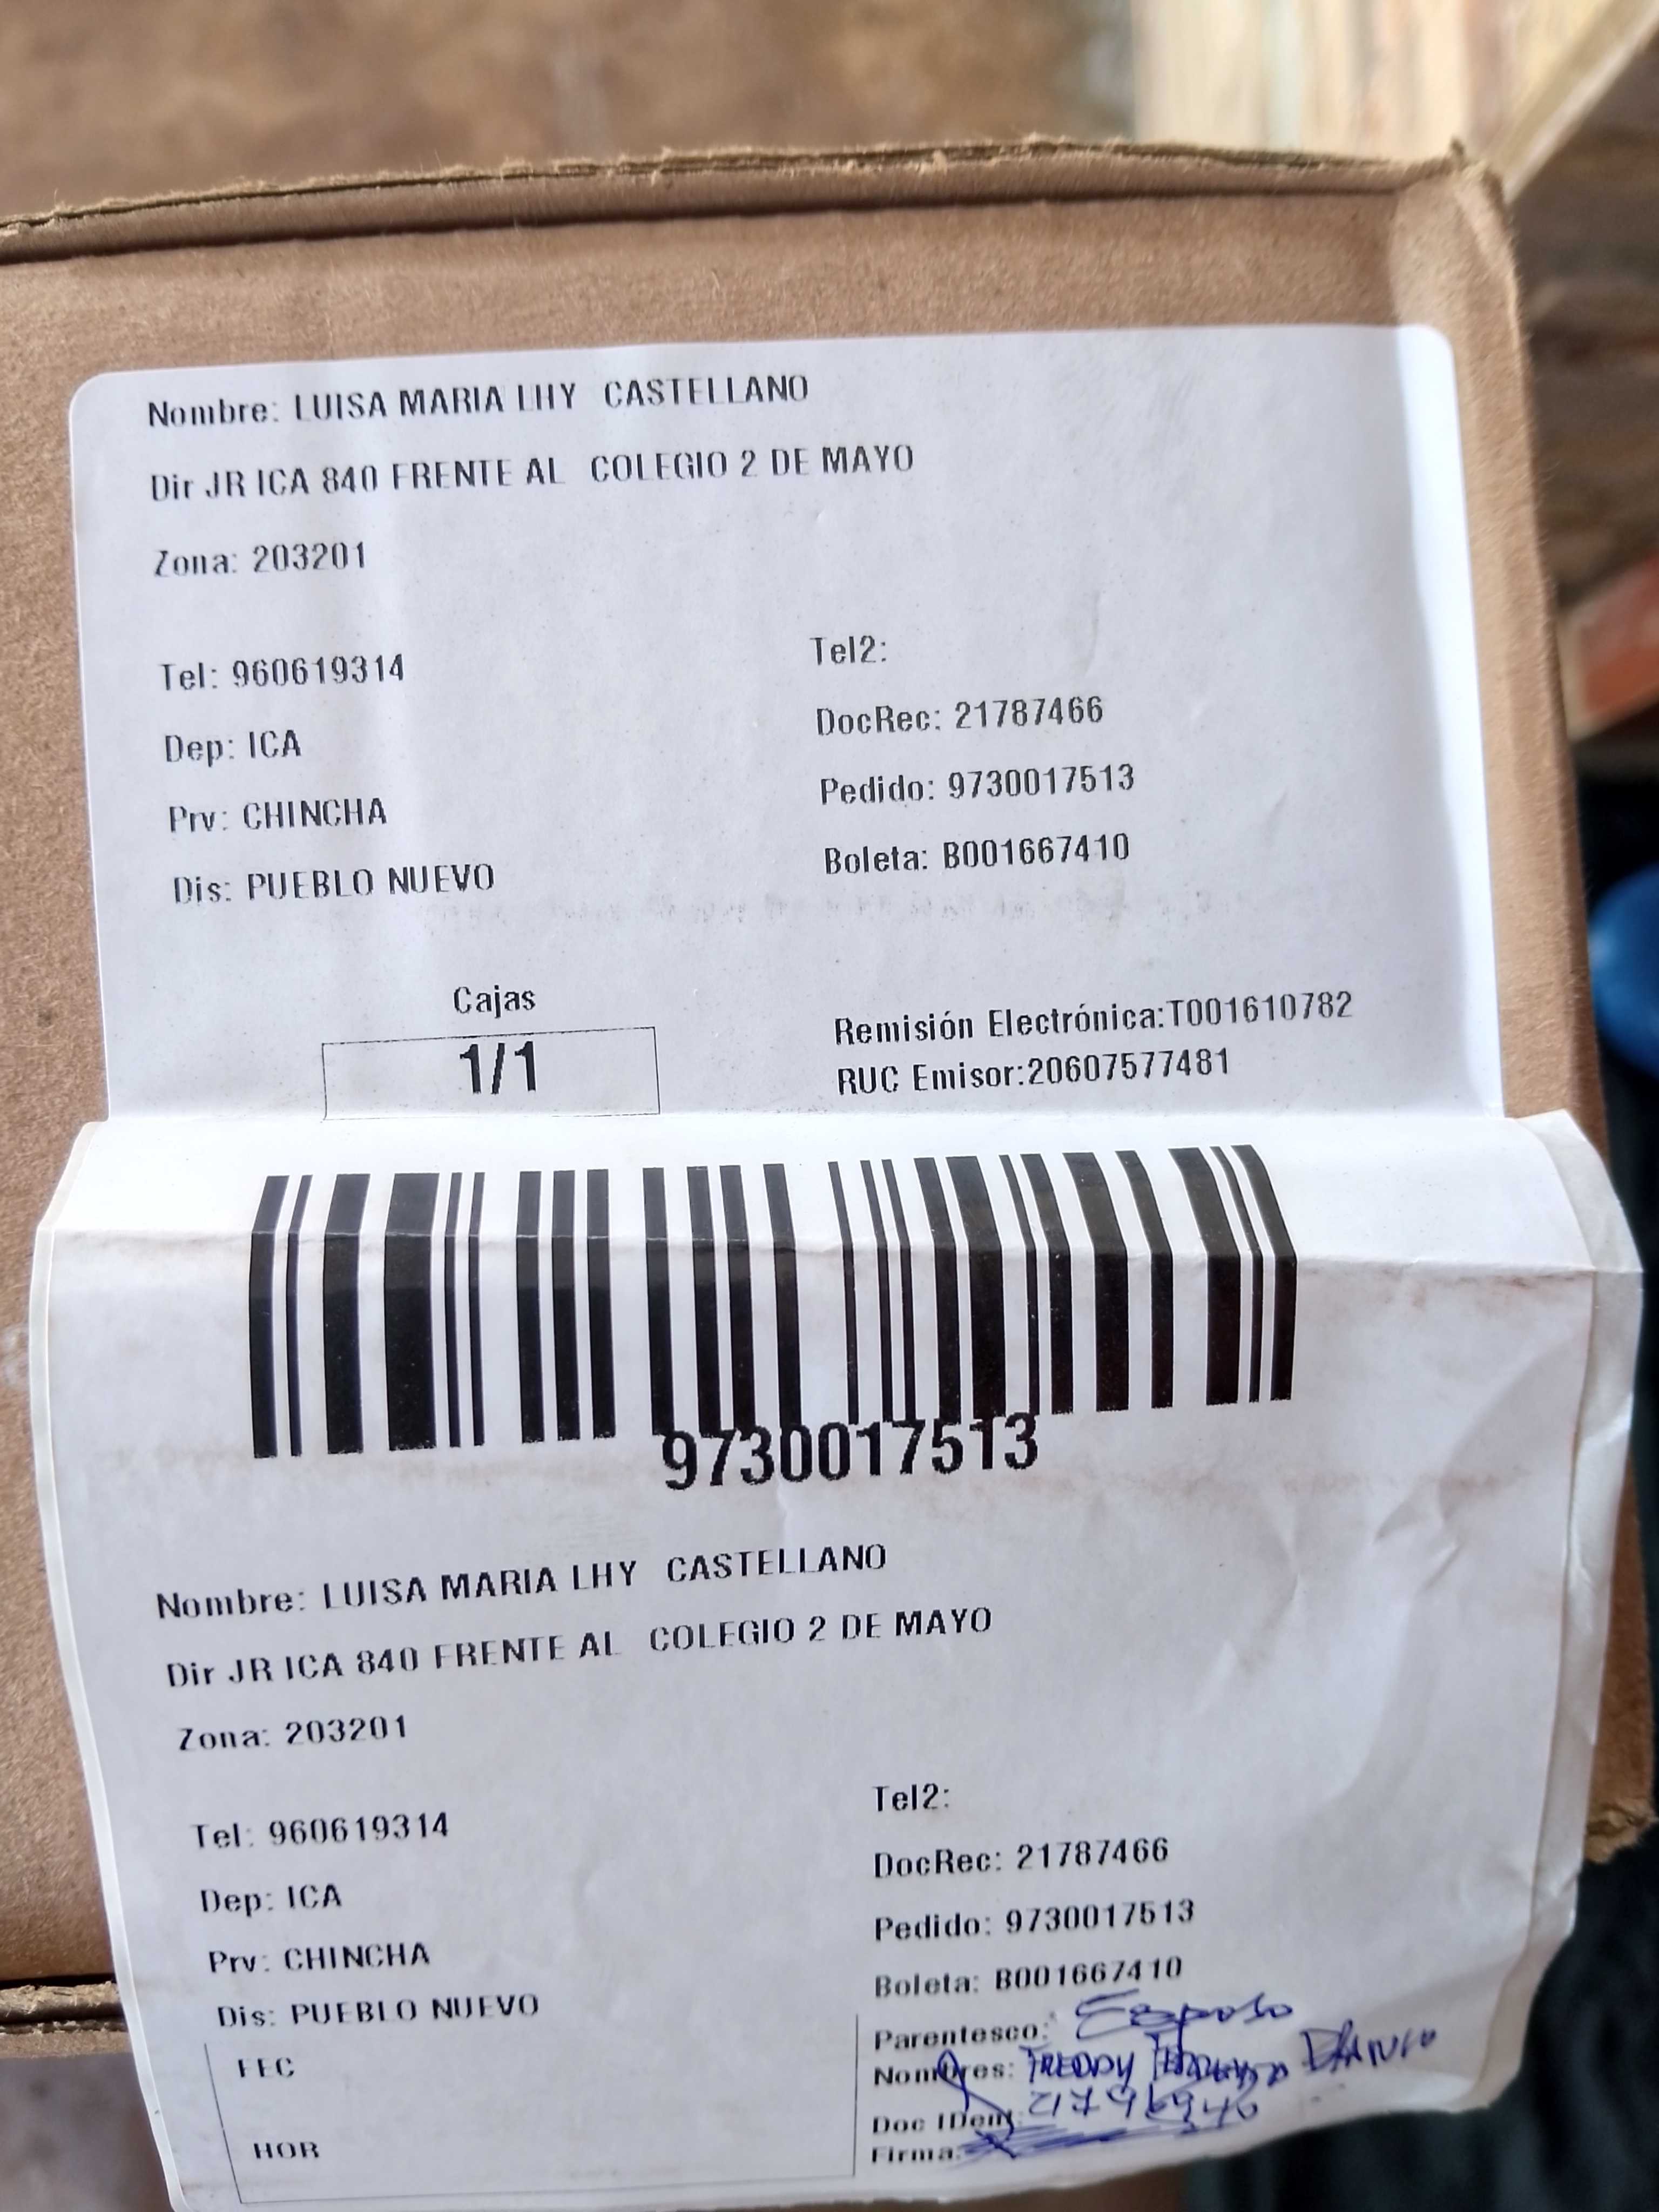 Nombre: LUISA MARIA LHY CASTELLANO
Dir JR ICA 840 FRENTE AL COLEGIO 2 DE MAYO
Zona: 203201
Tel: 960619314
Tel2:
Dep: ICA
DocRec: 21787466
Prv: CHINCHA
Pedido: 9730017513
Dis: PUEBLO NUEVO
Boleta: B001667410
Cajas
1/1
Remisión Electrónica:T001610782
RUC Emisor:20607577481
9730017513
Nombre: LUISA MARIA LHY CASTELLANO
Dir JR ICA 840 FRENTE AL COLEGIO 2 DE MAYO
Zona: 203201
Tel: 960619314
Tel2:
Dep: ICA
DocRec: 21787466
Prv: CHINCHA
Pedido: 9730017513
Dis: PUEBLO NUEVO
Boleta: B001667410
FEC
Parentesco: Esposo
Nombres: FREDDY
Doc IDent:
HOR
Firma: